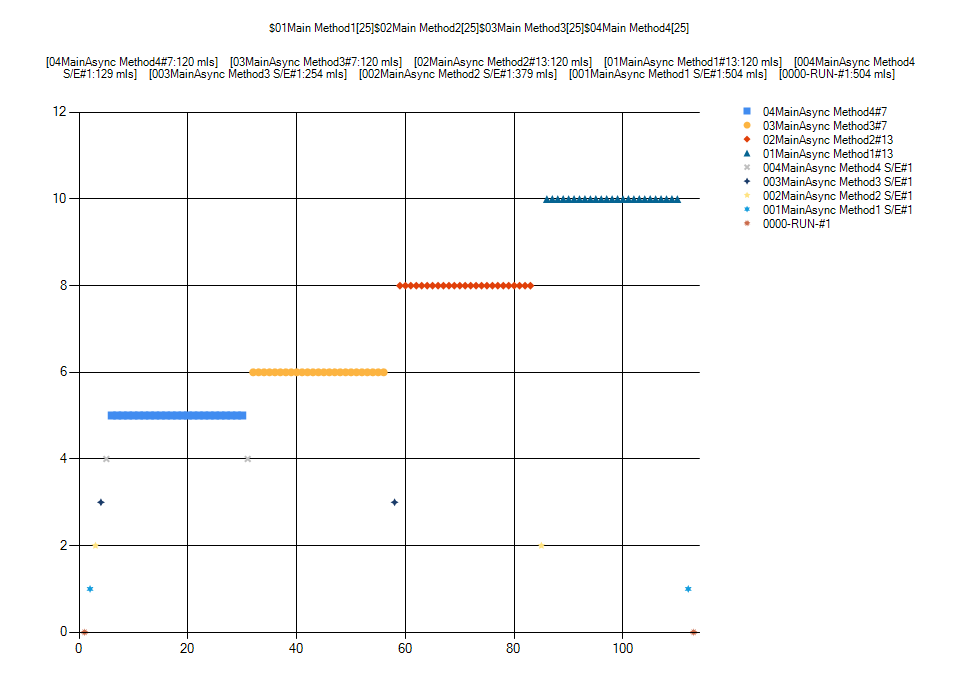 $01Main Method1[25]$02Main Method2[25]$03Main Method3[25]$04Main Method4[25]
[04MainAsync Method4#7:120 mls] [03MainAsync Method3#7:120 mls] [02MainAsync Method2#13:120 mls] [01MainAsync Method1#13:120 mls] [004MainAsync Method4
S/E#1:129 mls] [003MainAsync Method3 S/E#1:254 mls] [002MainAsync Method2 S/E#1:379 mls] [001MainAsync Method1 S/E#1:504 mls] [0000-RUN-#1:504 mls]
12
10
8
6
4
2
0
0 20 40 60 80 100
04MainAsync Method4#7
03MainAsync Method3#7
02MainAsync Method2#13
01MainAsync Method1#13
004MainAsync Method4 S/E#1
003MainAsync Method3 S/E#1
002MainAsync Method2 S/E#1
001MainAsync Method1 S/E#1
0000-RUN-#1